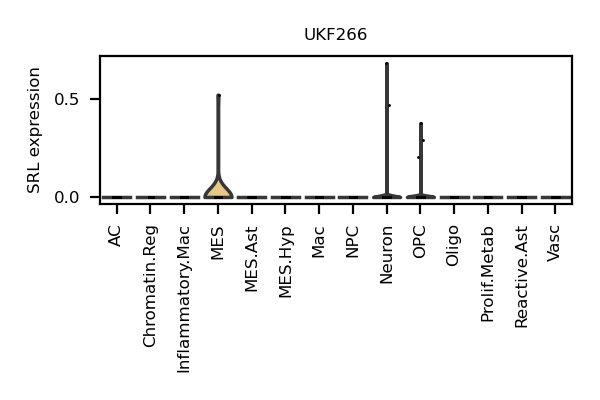 UKF266
SRL expression
0.5
0.0
AC
Chromatin.Reg
Inflammatory.Mac
MES
MES.Ast
MES.Hyp
Mac
NPC
Neuron
OPC
Oligo
Prolif.Metab
Reactive.Ast
Vasc